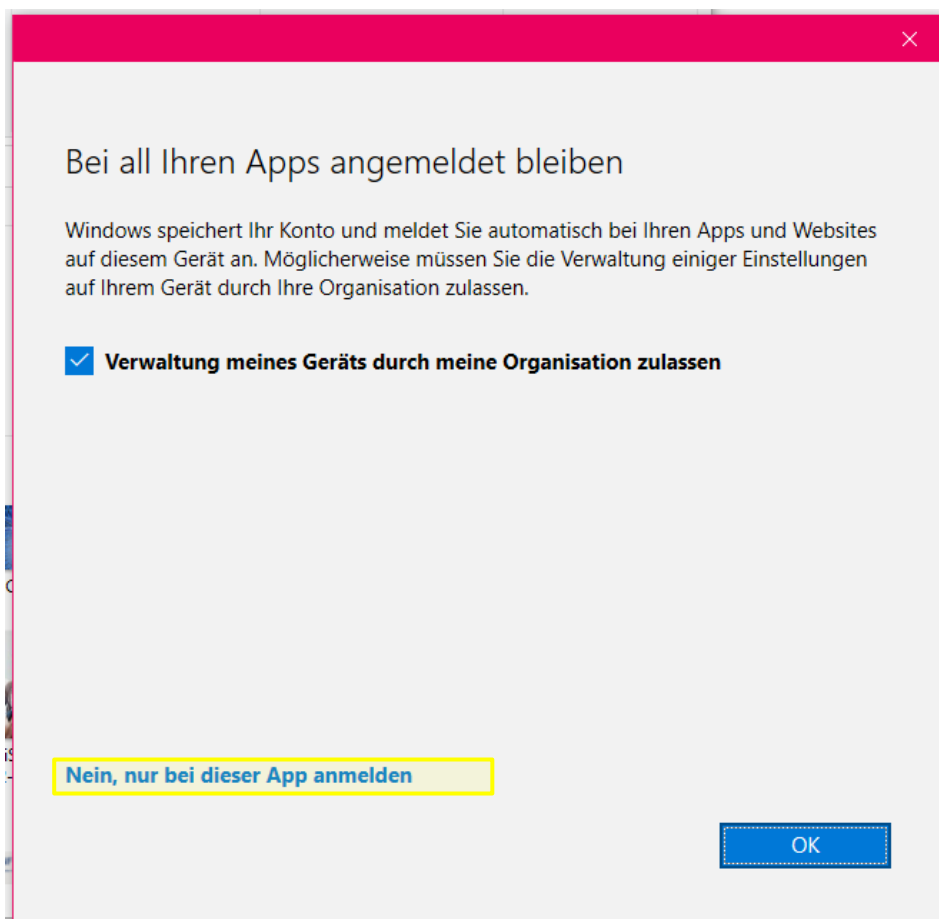 Bei all Ihren Apps angemeldet bleiben
Windows speichert Ihr Konto und meldet Sie automatisch bei Ihren Apps und Websites
auf diesem Gerät an. Möglicherweise müssen Sie die Verwaltung einiger Einstellungen
auf Ihrem Gerät durch Ihre Organisation zulassen.
Verwaltung meines Geräts durch meine Organisation zulassen
Nein, nur bei dieser App anmelden
OK